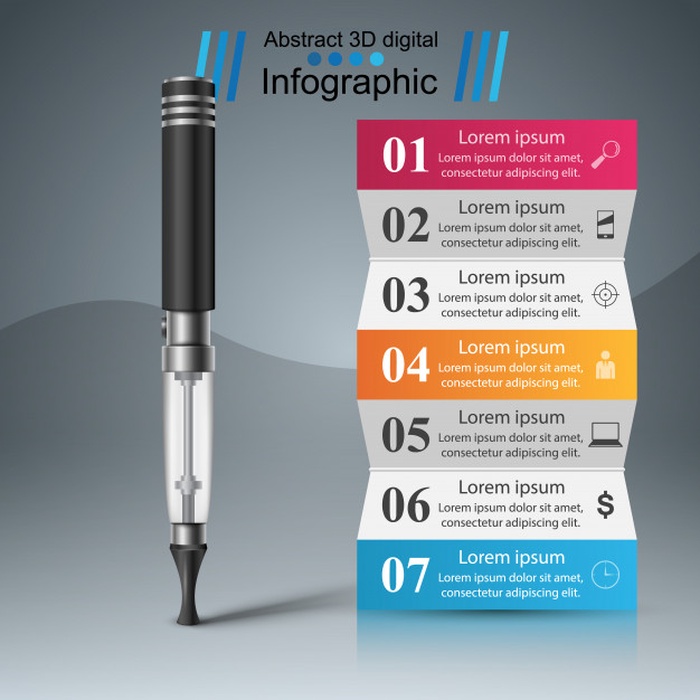 Abstract 3D digital
Infographic
01
Lorem ipsum
Lorem ipsum dolor sit amet,
consectetur adipiscing elit.
02
Lorem ipsum
Lorem ipsum dolor sit amet,
consectetur adipiscing elit.
03
Lorem ipsum
Lorem ipsum dolor sit amet,
consectetur adipiscing elit.
04
Lorem ipsum
Lorem ipsum dolor sit amet,
consectetur adipiscing elit.
05
Lorem ipsum
Lorem ipsum dolor sit amet,
consectetur adipiscing elit.
06
Lorem ipsum
Lorem ipsum dolor sit amet,
consectetur adipiscing elit.
$
07
Lorem ipsum
Lorem ipsum dolor sit amet,
consectetur adipiscing elit.